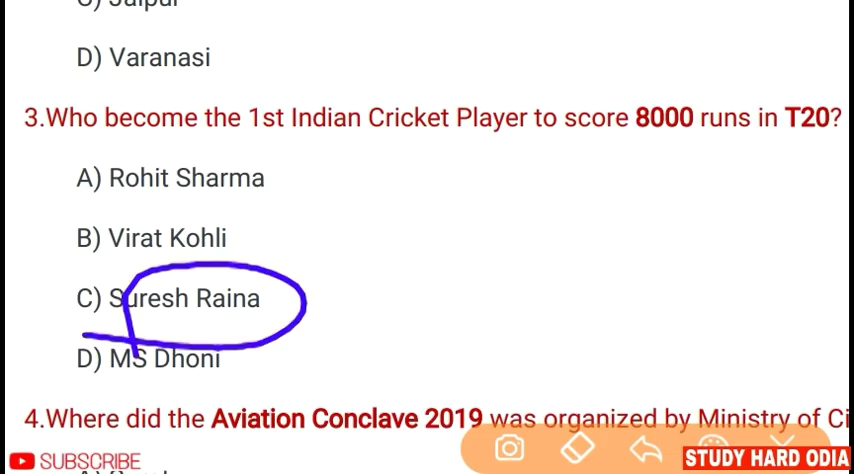 C) Jaipur
D) Varanasi
3.Who become the 1st Indian Cricket Player to score 8000 runs in T20?
A) Rohit Sharma
B) Virat Kohli
C) Suresh Raina
D) MS Dhoni
4.Where did the Aviation Conclave 2019 was organized by Ministry of Ci
SUBSCRIBE
STUDY HARD ODIA